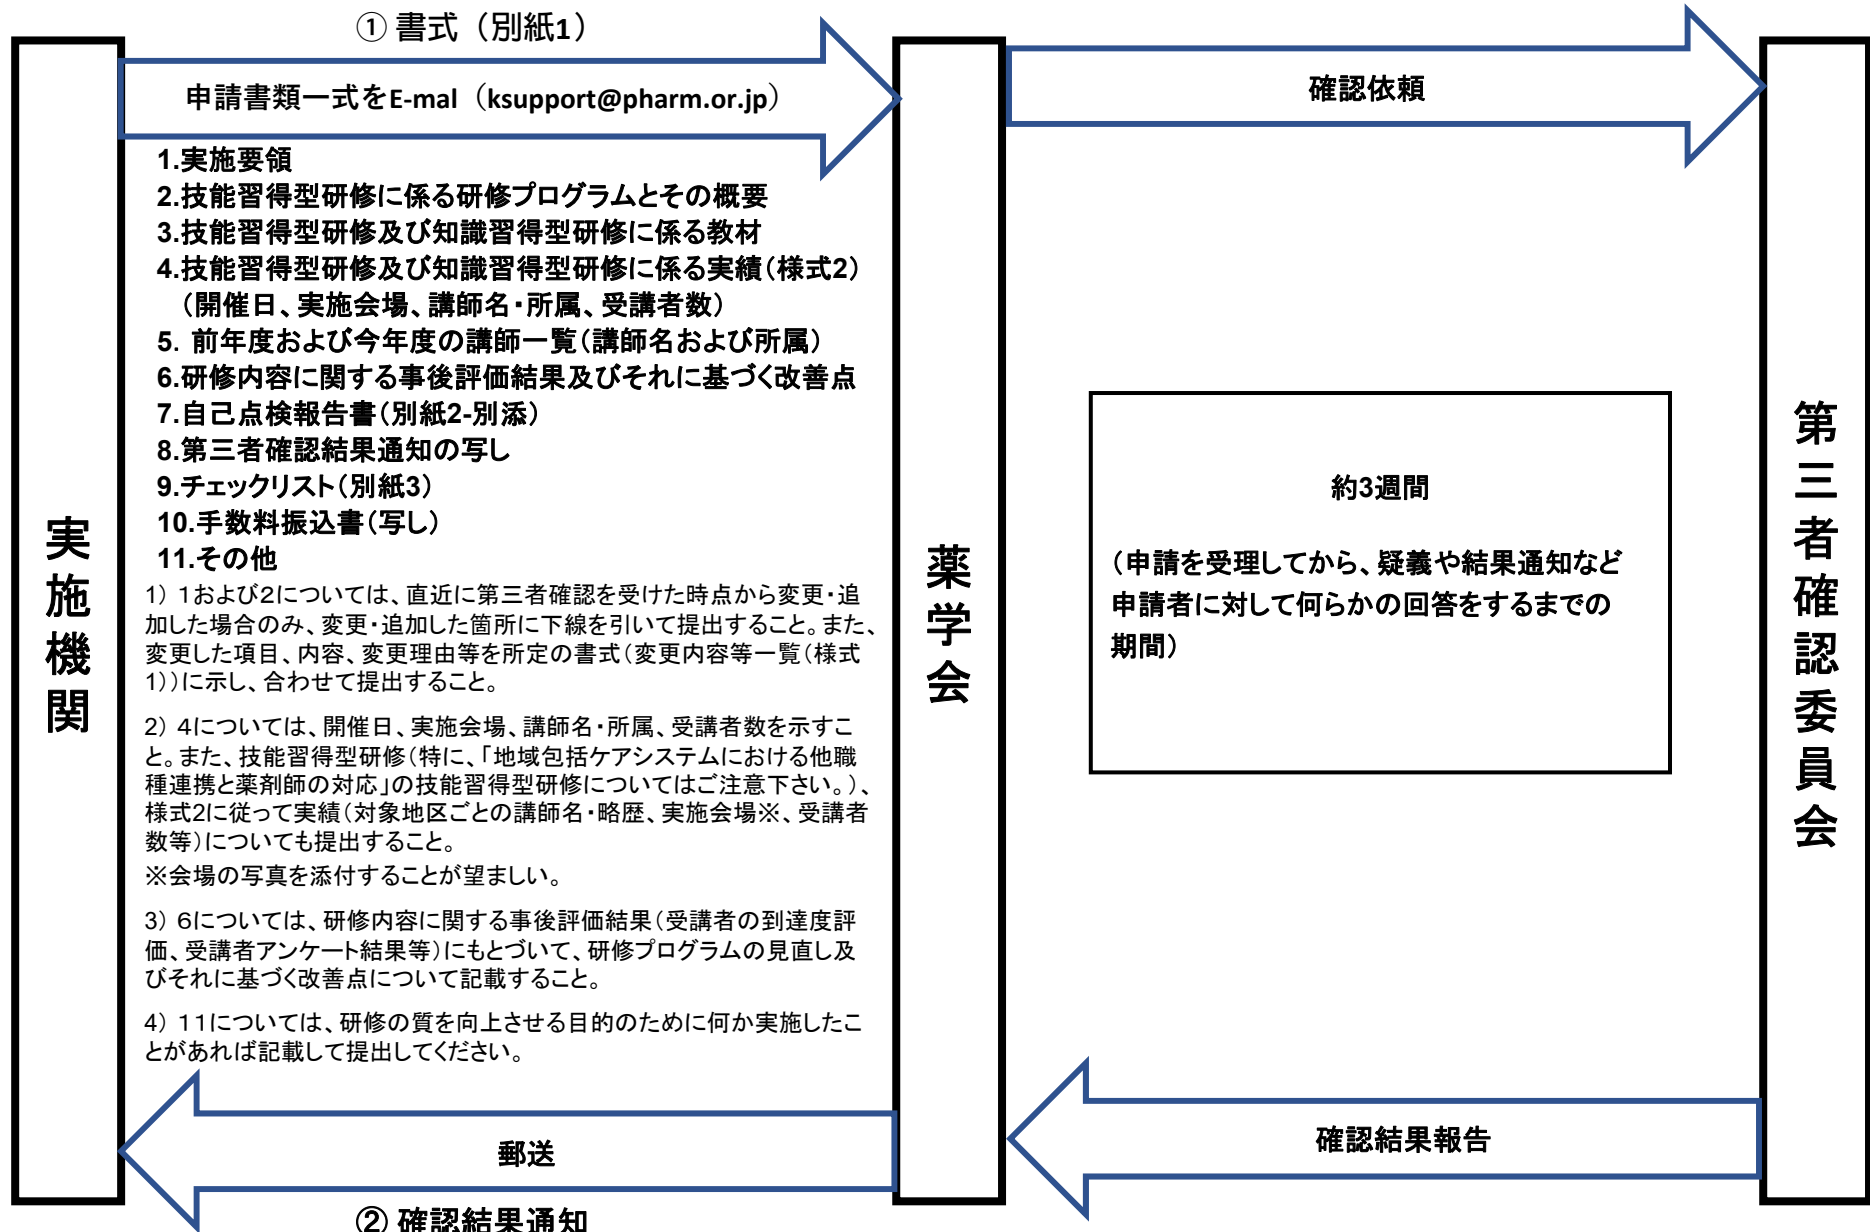 ① 書式（別紙1）
申請書類一式をE-mal（ksupport@pharm.or.jp）
確認依頼
実施機関
1.実施要領
2.技能習得型研修に係る研修プログラムとその概要
3.技能習得型研修及び知識習得型研修に係る教材
4.技能習得型研修及び知識習得型研修に係る実績（様式2）
（開催日、実施会場、講師名・所属、受講者数）
5. 前年度および今年度の講師一覧（講師名および所属）
6.研修内容に関する事後評価結果及びそれに基づく改善点
7.自己点検報告書（別紙2-別添）
8.第三者確認結果通知の写し
9.チェックリスト（別紙3）
10.手数料振込書（写し）
11.その他
1） 1および2については、直近に第三者確認を受けた時点から変更・追
加した場合のみ、変更・追加した箇所に下線を引いて提出すること。また、
変更した項目、内容、変更理由等を所定の書式（変更内容等一覧（様式
1））に示し、合わせて提出すること。
2） 4については、開催日、実施会場、講師名・所属、受講者数を示すこ
と。また、技能習得型研修（特に、「地域包括ケアシステムにおける他職
種連携と薬剤師の対応」の技能習得型研修についてはご注意下さい。）、
様式2に従って実績（対象地区ごとの講師名・略歴、実施会場※、受講者
数等）についても提出すること。
※会場の写真を添付することが望ましい。
3） 6については、研修内容に関する事後評価結果（受講者の到達度評
価、受講者アンケート結果等）にもとづいて、研修プログラムの見直し及
びそれに基づく改善点について記載すること。
4） 11については、研修の質を向上させる目的のために何か実施したこ
とがあれば記載して提出してください。
薬学会
約3週間
（申請を受理してから、疑義や結果通知など
申請者に対して何らかの回答をするまでの
期間）
第三者確認委員会
郵送
確認結果報告
② 確認結果通知